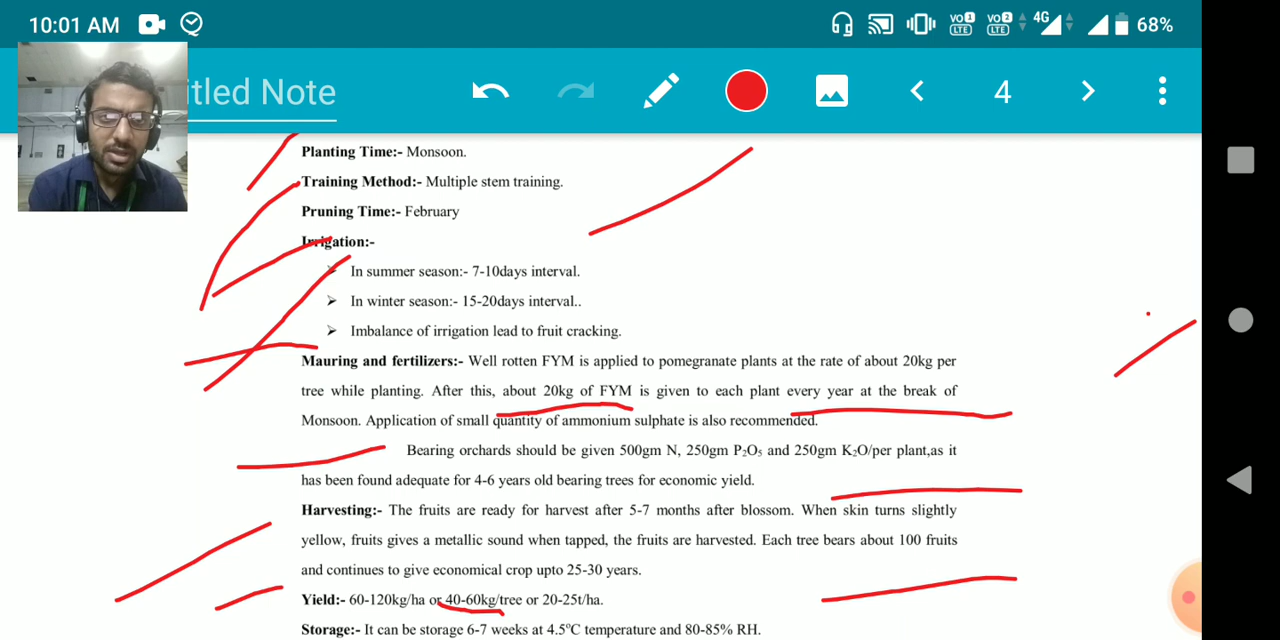 10:01 AM VO 1 LTE VO 2 LTE 4G 68%
itled Note 4
Planting Time:- Monsoon.
Training Method:- Multiple stem training.
Pruning Time:- February
Irrigation:-
➢ In summer season:- 7-10days interval.
➢ In winter season:- 15-20days interval..
➢ Imbalance of irrigation lead to fruit cracking.
Mauring and fertilizers:- Well rotten FYM is applied to pomegranate plants at the rate of about 20kg per
tree while planting. After this, about 20kg of FYM is given to each plant every year at the break of
Monsoon. Application of small quantity of ammonium sulphate is also recommended.
Bearing orchards should be given 500gm N, 250gm P₂O₅ and 250gm K₂O/per plant,as it
has been found adequate for 4-6 years old bearing trees for economic yield.
Harvesting:- The fruits are ready for harvest after 5-7 months after blossom. When skin turns slightly
yellow, fruits gives a metallic sound when tapped, the fruits are harvested. Each tree bears about 100 fruits
and continues to give economical crop upto 25-30 years.
Yield:- 60-120kg/ha or 40-60kg/tree or 20-25t/ha.
Storage:- It can be storage 6-7 weeks at 4.5°C temperature and 80-85% RH.